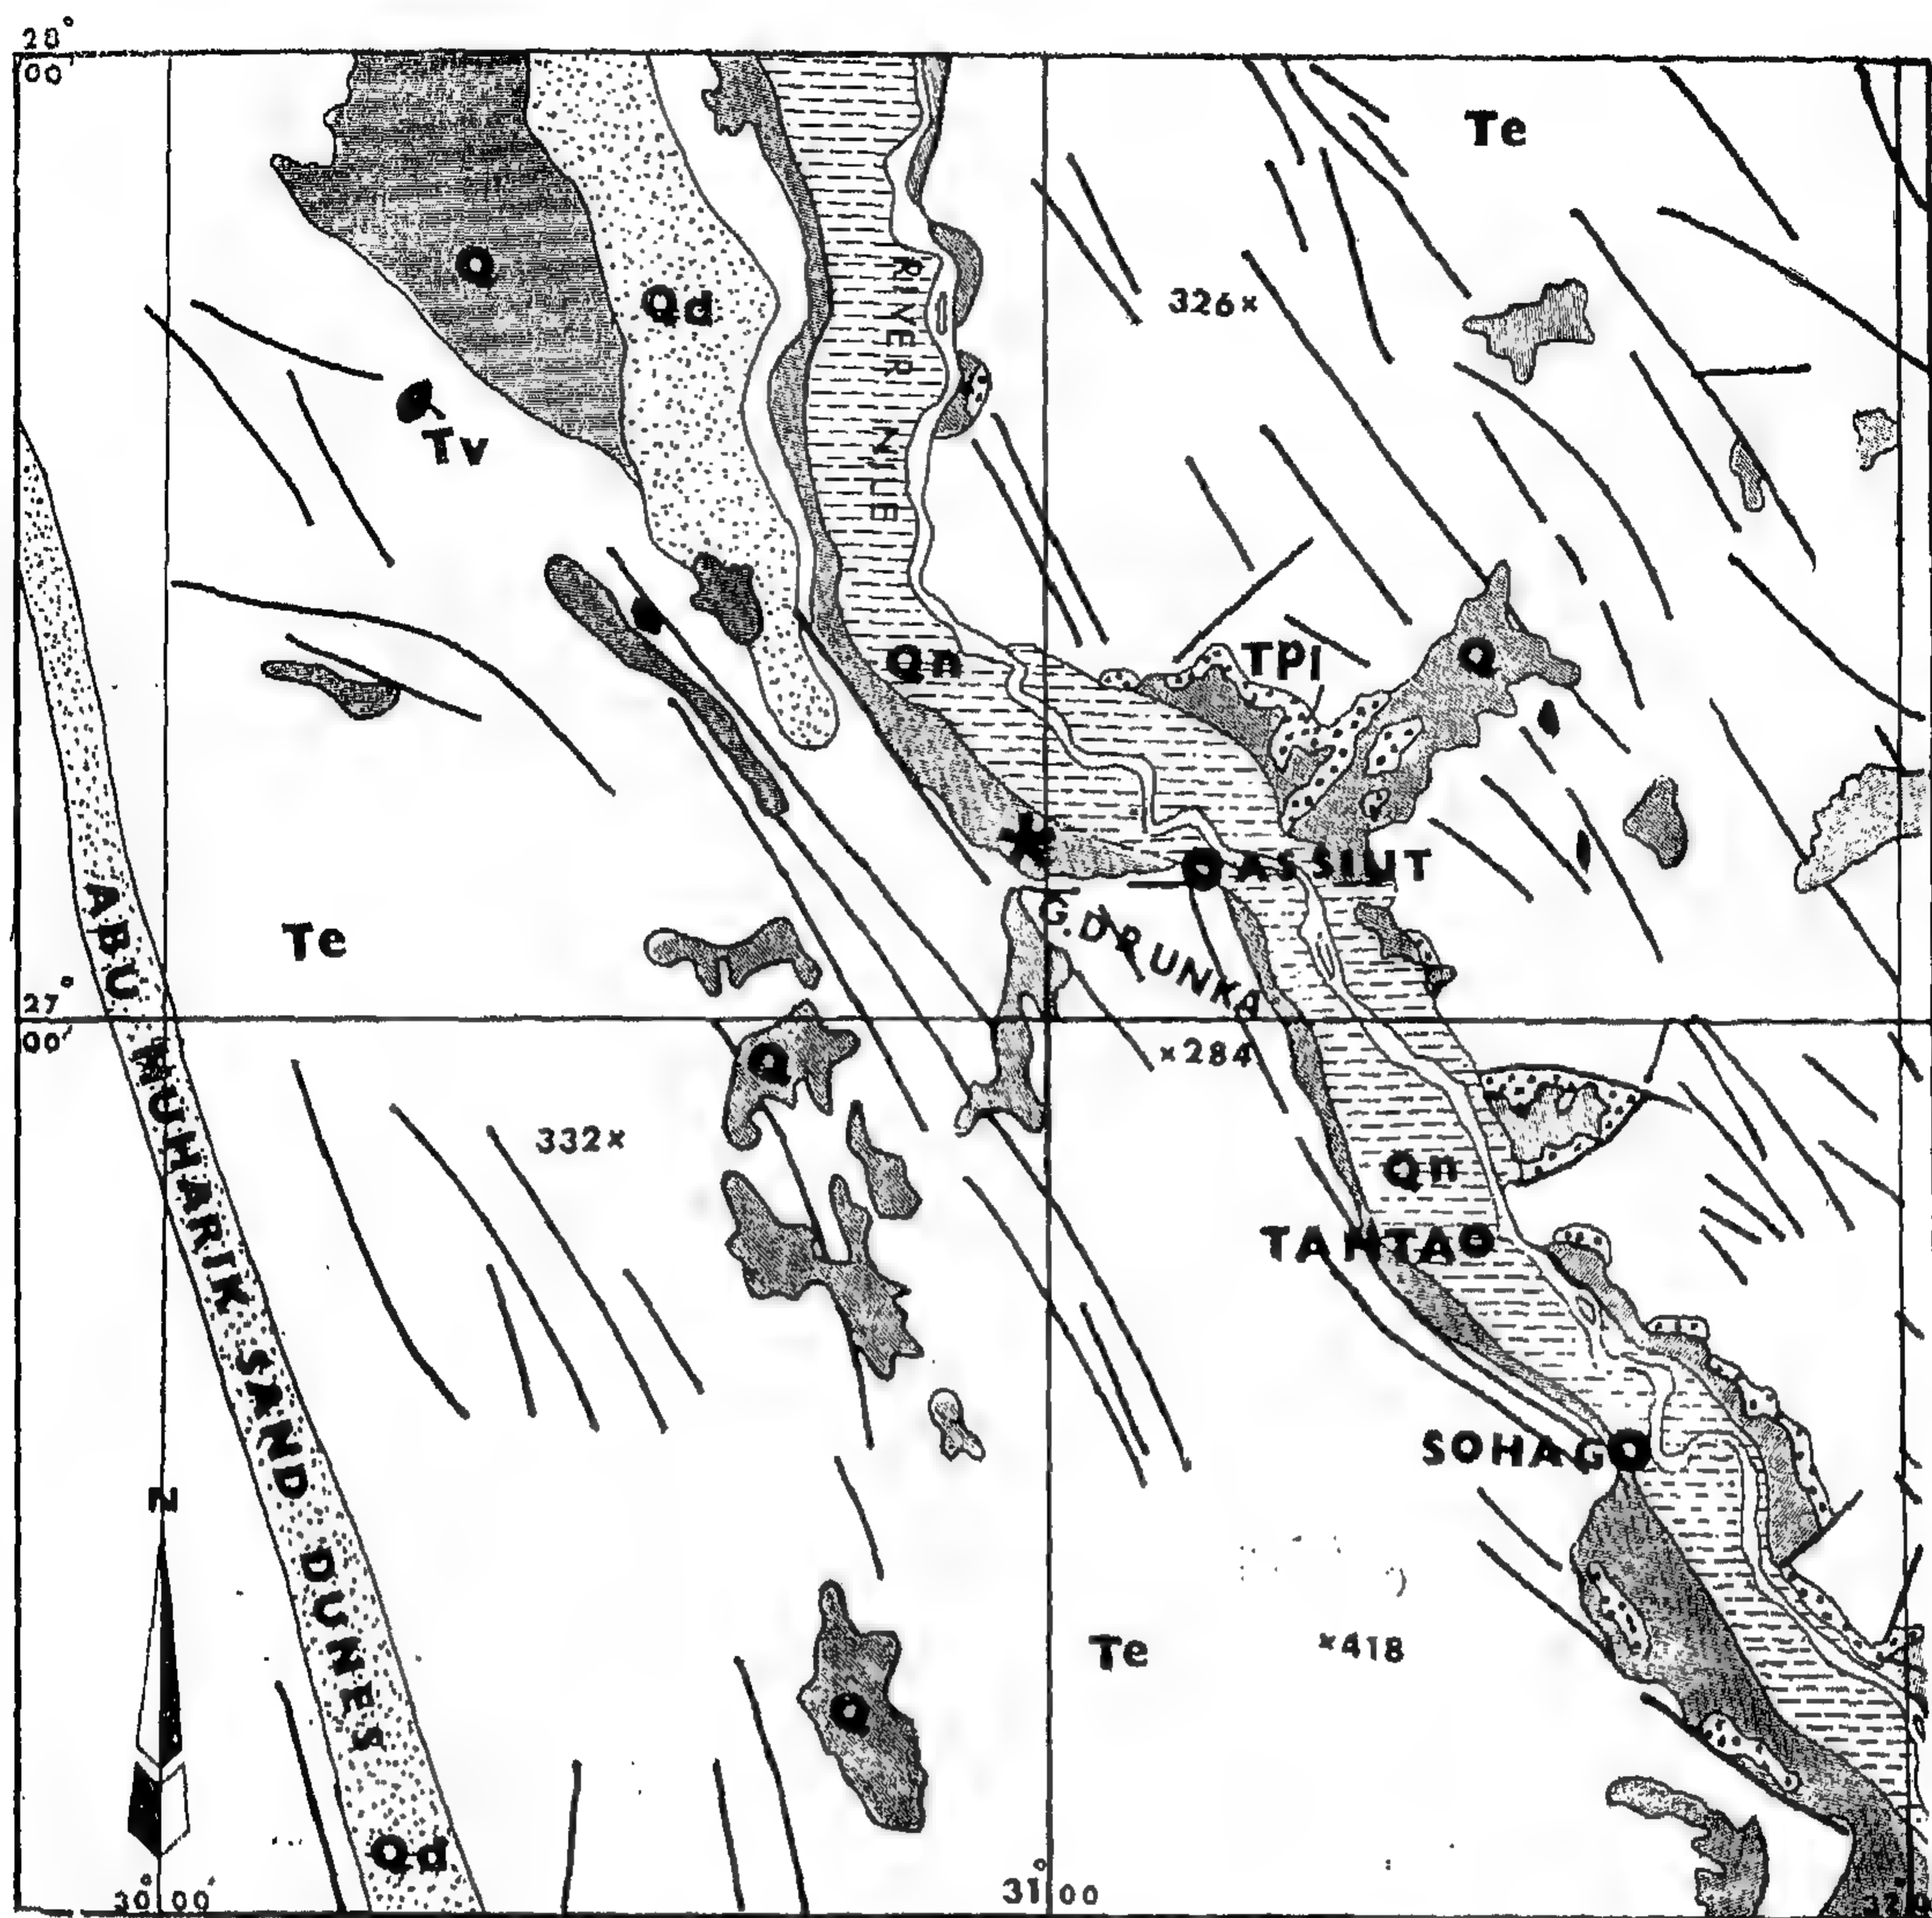 28°
00'
Te
Q
Qd
RIVER NILE
326×
Tv
Qn
TPl
Q
ASSIUT
G.DRUNKA
ABU MUHARIK SAND DUNES
Te
27°
00'
×284
Q
332×
Qn
TAHTA
SOHAG
N
Te
×418
Q
Qd
30°00'
31°00